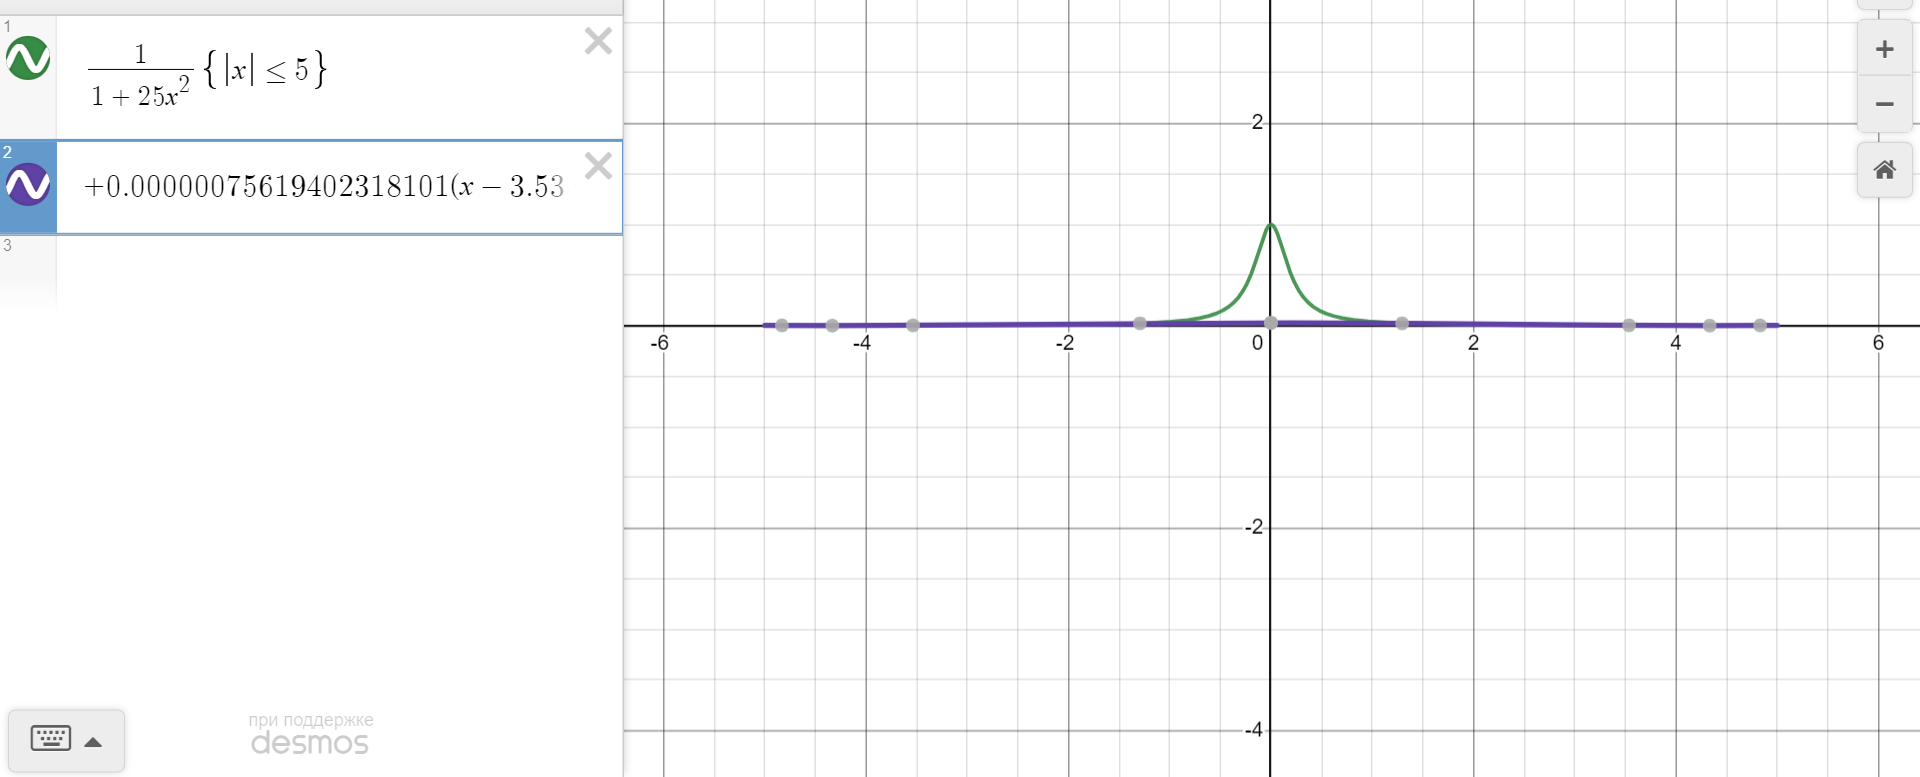 1
1
1 + 25x² {|x| ≤ 5}
2
+0.00000075619402318101(x − 3.53
3
при поддержке
desmos
2
-6 -4 -2 0 2 4 6
-2
-4
+
−